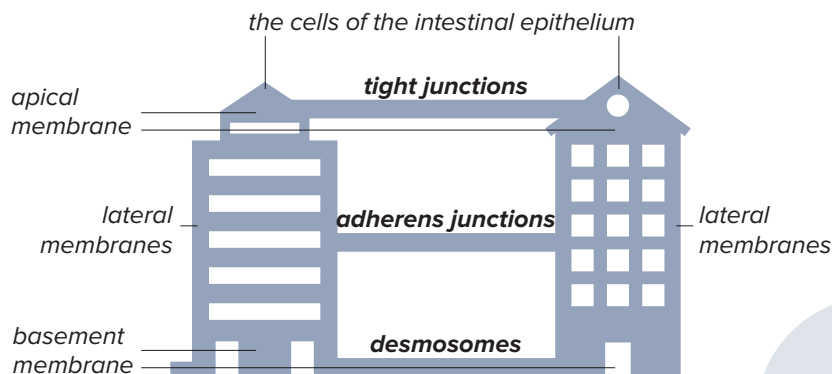 the cells of the intestinal epithelium
tight junctions
apical
membrane
adherens junctions
lateral
membranes
lateral
membranes
basement
membrane
desmosomes